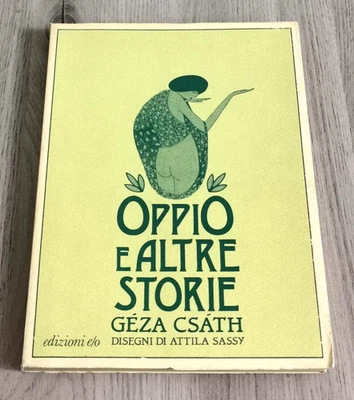 OPPIO
E ALTRE
STORIE
GÉZA CSÁTH
edizioni e/o
DISEGNI DI ATTILA SASSY